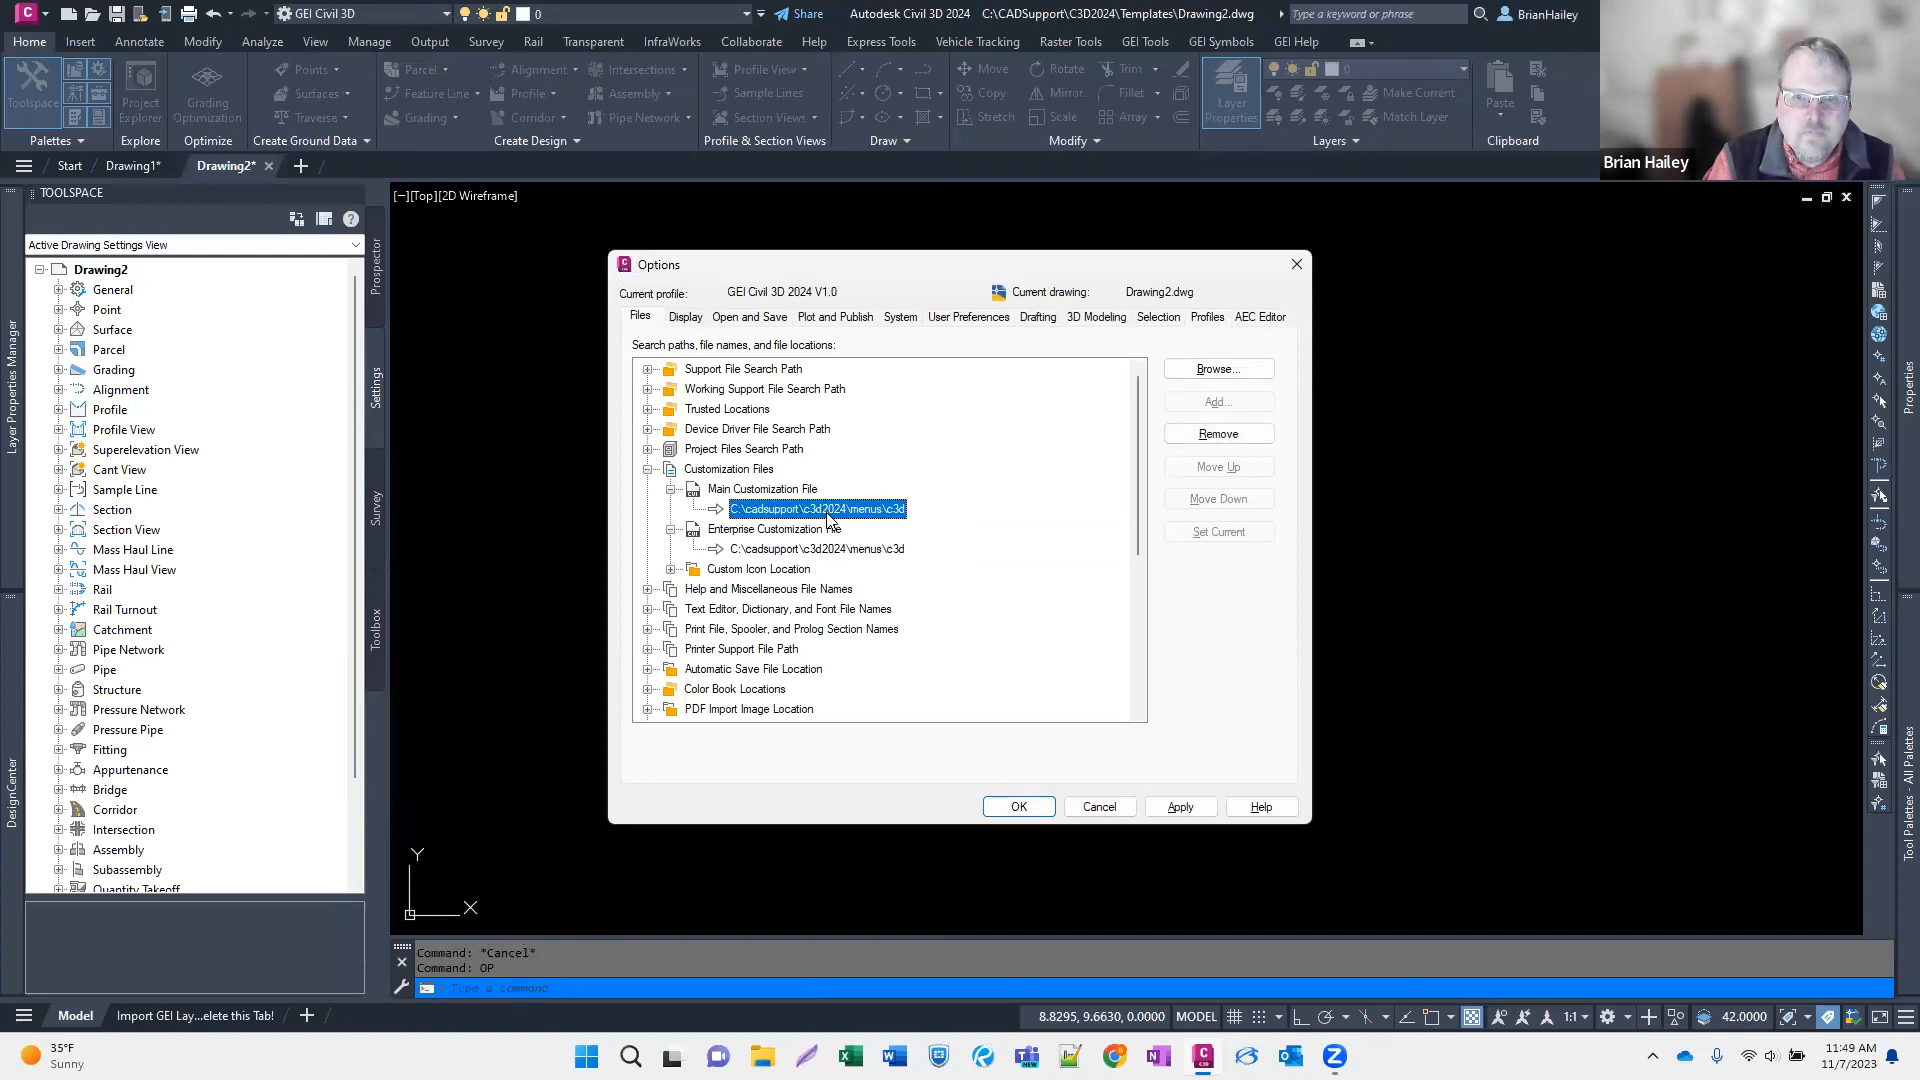 C GEI Civil 3D 0 Share Autodesk Civil 3D 2024 C:\CADSupport\C3D2024\Templates\Drawing2.dwg Type a keyword or phrase BrianHailey
Home Insert Annotate Modify Analyze View Manage Output Survey Rail Transparent InfraWorks Collaborate Help Express Tools Vehicle Tracking Raster Tools GEI Tools GEI Symbols GEI Help
Points Parcel Alignment Intersections Profile View Move Rotate Trim 0
Toolspace Project Explorer Grading Optimization Surfaces Feature Line Profile Assembly Sample Lines Copy Mirror Fillet Layer Properties Make Current Paste
Traverse Grading Corridor Pipe Network Section Views Stretch Scale Array Match Layer
Palettes Explore Optimize Create Ground Data Create Design Profile & Section Views Draw Modify Layers Clipboard
Brian Hailey
Start Drawing1* Drawing2*
TOOLSPACE
[−][Top][2D Wireframe]
Active Drawing Settings View
Drawing2
General
Point
Surface
Parcel
Grading
Alignment
Profile
Profile View
Superelevation View
Cant View
Sample Line
Section
Section View
Mass Haul Line
Mass Haul View
Rail
Rail Turnout
Catchment
Pipe Network
Pipe
Structure
Pressure Network
Pressure Pipe
Fitting
Appurtenance
Bridge
Corridor
Intersection
Assembly
Subassembly
Quantity Takeoff
Layer Properties Manager
DesignCenter
Prospector
Settings
Survey
Toolbox
Options
Current profile: GEI Civil 3D 2024 V1.0 Current drawing: Drawing2.dwg
Files Display Open and Save Plot and Publish System User Preferences Drafting 3D Modeling Selection Profiles AEC Editor
Search paths, file names, and file locations:
Support File Search Path
Working Support File Search Path
Trusted Locations
Device Driver File Search Path
Project Files Search Path
Customization Files
Main Customization File
C:\cadsupport\c3d2024\menus\c3d
Enterprise Customization File
C:\cadsupport\c3d2024\menus\c3d
Custom Icon Location
Help and Miscellaneous File Names
Text Editor, Dictionary, and Font File Names
Print File, Spooler, and Prolog Section Names
Printer Support File Path
Automatic Save File Location
Color Book Locations
PDF Import Image Location
Browse...
Add...
Remove
Move Up
Move Down
Set Current
OK Cancel Apply Help
Properties
Tool Palettes - All Palettes
Y
X
Command: *Cancel*
Command: OP
Type a command
Model Import GEI Lay...elete this Tab! 8.8295, 9.6630, 0.0000 MODEL 1:1 42.0000
35°F
Sunny
11:49 AM
11/7/2023